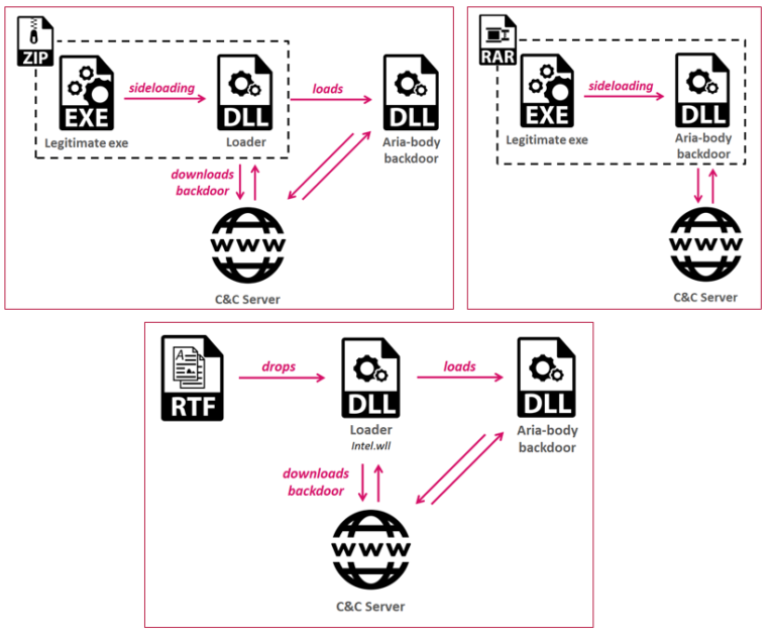 ZIP
EXE
sideloading
DLL
loads
DLL
Legitimate exe
Loader
Aria-body
backdoor
downloads
backdoor
WWW
C&C Server
RAR
EXE
sideloading
DLL
Legitimate exe
Aria-body
backdoor
WWW
C&C Server
A
RTF
drops
DLL
loads
DLL
Loader
Intel.wll
Aria-body
backdoor
downloads
backdoor
WWW
C&C Server